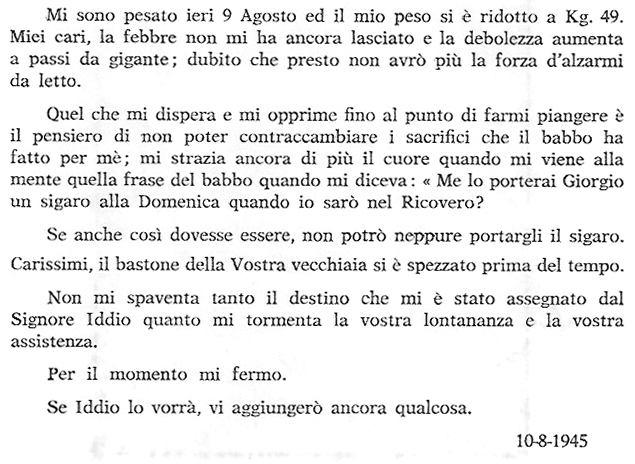 Mi sono pesato ieri 9 Agosto ed il mio peso si è ridotto a Kg. 49.
Miei cari, la febbre non mi ha ancora lasciato e la debolezza aumenta
a passi da gigante; dubito che presto non avrò più la forza d'alzarmi
da letto.
Quel che mi dispera e mi opprime fino al punto di farmi piangere è
il pensiero di non poter contraccambiare i sacrifici che il babbo ha
fatto per mè; mi strazia ancora di più il cuore quando mi viene alla
mente quella frase del babbo quando mi diceva: « Me lo porterai Giorgio
un sigaro alla Domenica quando io sarò nel Ricovero?
Se anche così dovesse essere, non potrò neppure portargli il sigaro.
Carissimi, il bastone della Vostra vecchiaia si è spezzato prima del tempo.
Non mi spaventa tanto il destino che mi è stato assegnato dal
Signore Iddio quanto mi tormenta la vostra lontananza e la vostra
assistenza.
Per il momento mi fermo.
Se Iddio lo vorrà, vi aggiungerò ancora qualcosa.
10-8-1945